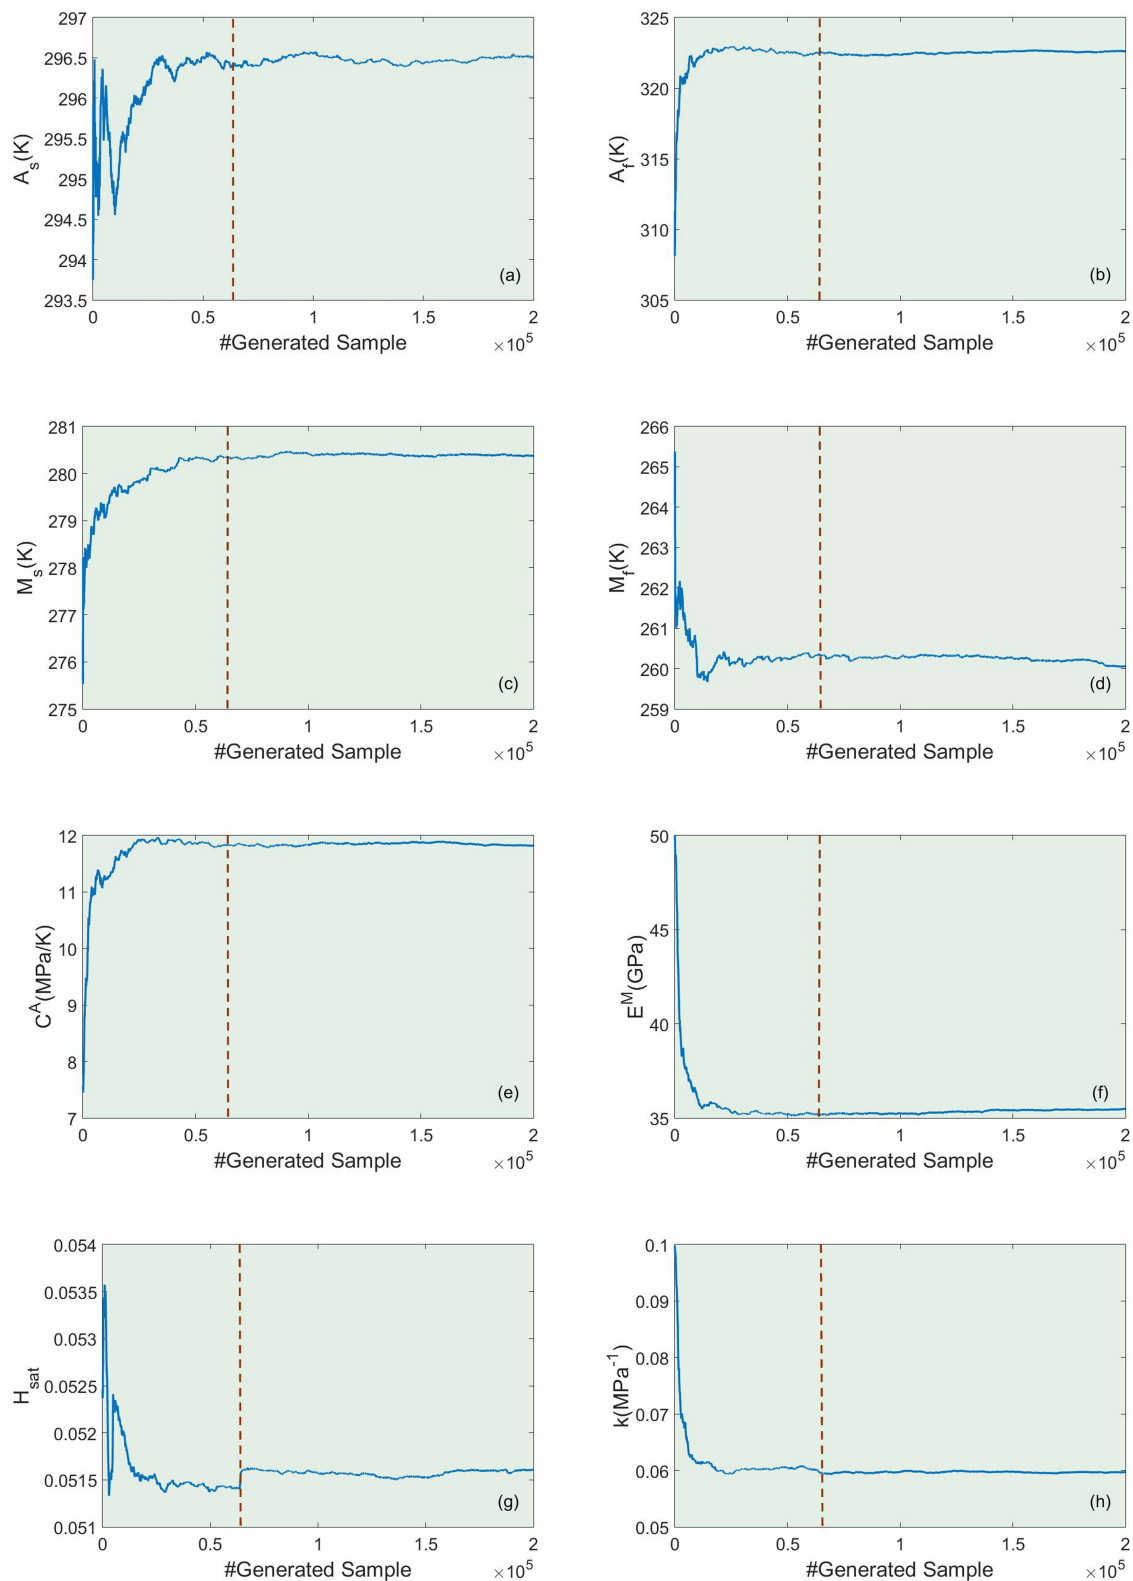 297
296.5
296
295.5
295
294.5
294
293.5
A_s(K)
(a)
0 0.5 1 1.5 2
#Generated Sample ×10^5
325
320
315
310
305
A_f(K)
(b)
0 0.5 1 1.5 2
#Generated Sample ×10^5
281
280
279
278
277
276
275
M_s(K)
(c)
0 0.5 1 1.5 2
#Generated Sample ×10^5
266
265
264
263
262
261
260
259
M_f(K)
(d)
0 0.5 1 1.5 2
#Generated Sample ×10^5
12
11
10
9
8
7
C^A(MPa/K)
(e)
0 0.5 1 1.5 2
#Generated Sample ×10^5
50
45
40
35
E^M(GPa)
(f)
0 0.5 1 1.5 2
#Generated Sample ×10^5
0.054
0.0535
0.053
0.0525
0.052
0.0515
0.051
H_sat
(g)
0 0.5 1 1.5 2
#Generated Sample ×10^5
0.1
0.09
0.08
0.07
0.06
0.05
k(MPa^-1)
(h)
0 0.5 1 1.5 2
#Generated Sample ×10^5